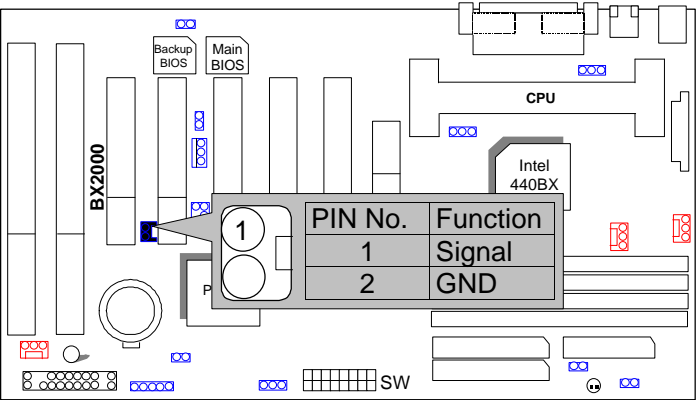 Backup
BIOS
Main
BIOS
CPU
BX2000
Intel
440BX
1
PIN No. Function
1 Signal
2 GND
P
SW